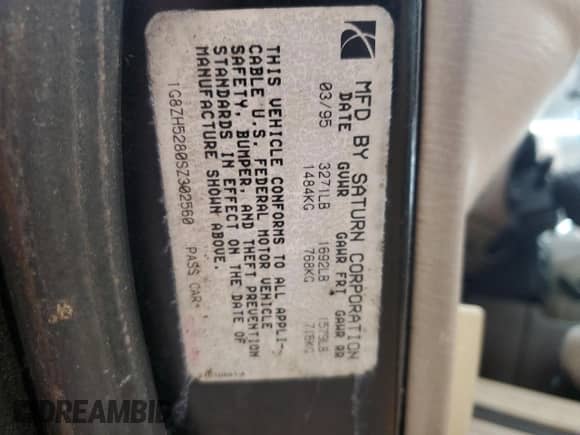 MFD BY SATURN CORPORATION
DATE GVWR GAWR FRT GAWR RR
03/95 3271LB 1692LB 1579LB
1484KG 768KG 716KG
THIS VEHICLE CONFORMS TO ALL APPLI-
CABLE U.S. FEDERAL MOTOR VEHICLE
SAFETY, BUMPER, AND THEFT PREVENTION
STANDARDS IN EFFECT ON THE DATE OF
MANUFACTURE SHOWN ABOVE.
1G8ZH5280SZ302560 PASS CAR
DREAMBID